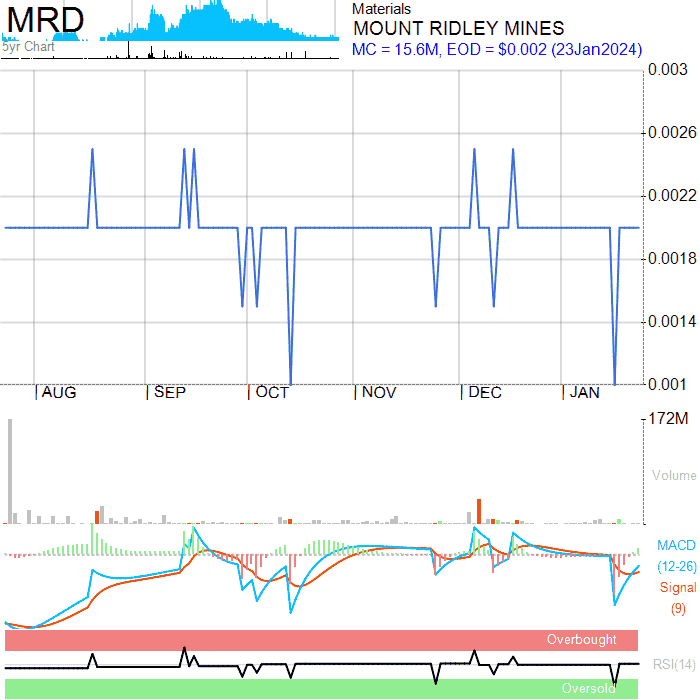 MRD
5yr Chart
Materials
MOUNT RIDLEY MINES
MC = 15.6M, EOD = $0.002 (23Jan2024)
0.003
0.0026
0.0022
0.0018
0.0014
0.001
AUG SEP OCT NOV DEC JAN
172M
Volume
MACD
(12-26)
Signal
(9)
Overbought
RSI(14)
Oversold